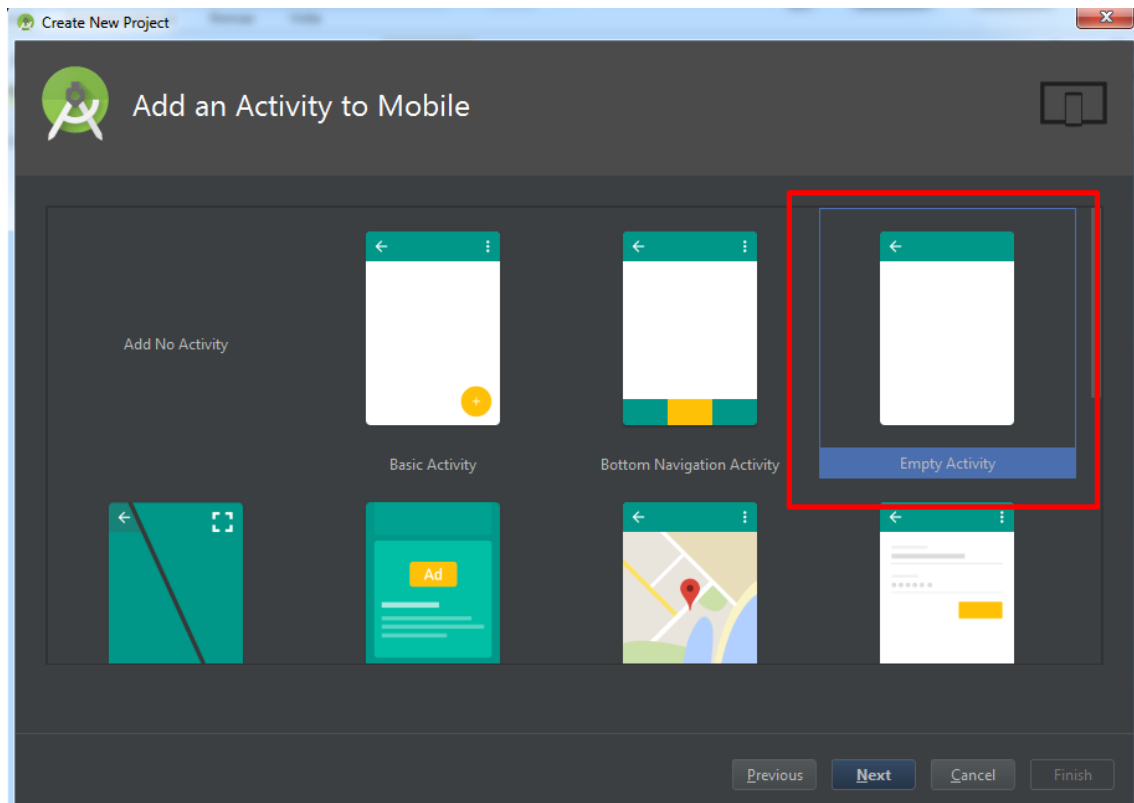 Create New Project
Add an Activity to Mobile
Add No Activity
Basic Activity
Bottom Navigation Activity
Empty Activity
Ad
Previous
Next
Cancel
Finish